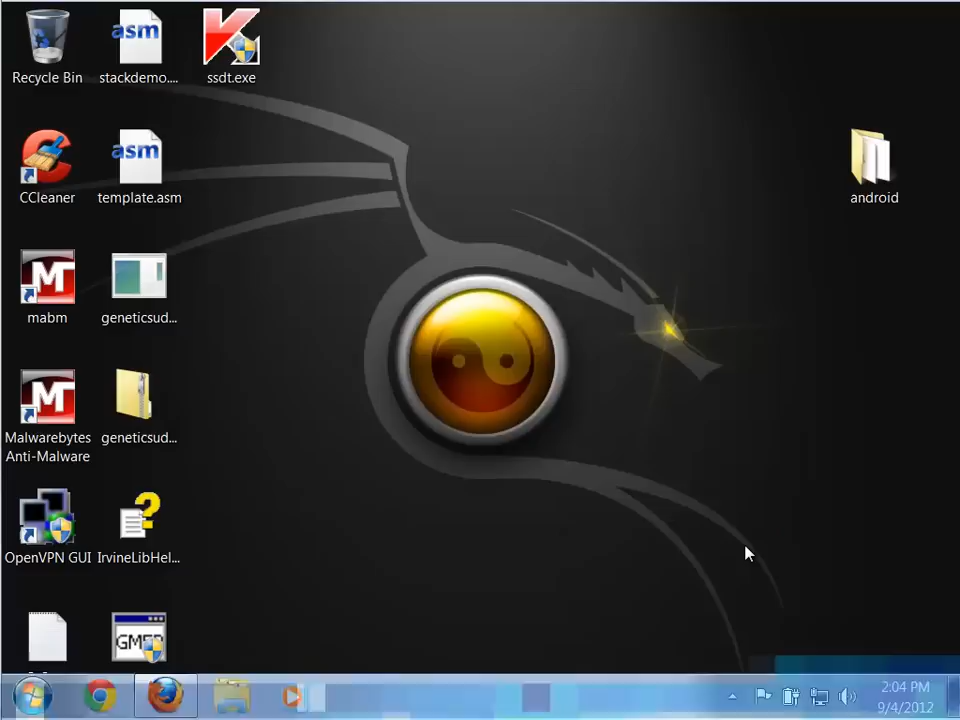 Recycle Bin
asm
stackdemo....
ssdt.exe
CCleaner
asm
template.asm
android
mabm
geneticsud...
Malwarebytes
Anti-Malware
geneticsud...
OpenVPN GUI
IrvineLibHel...
GMER
2:04 PM
9/4/2012